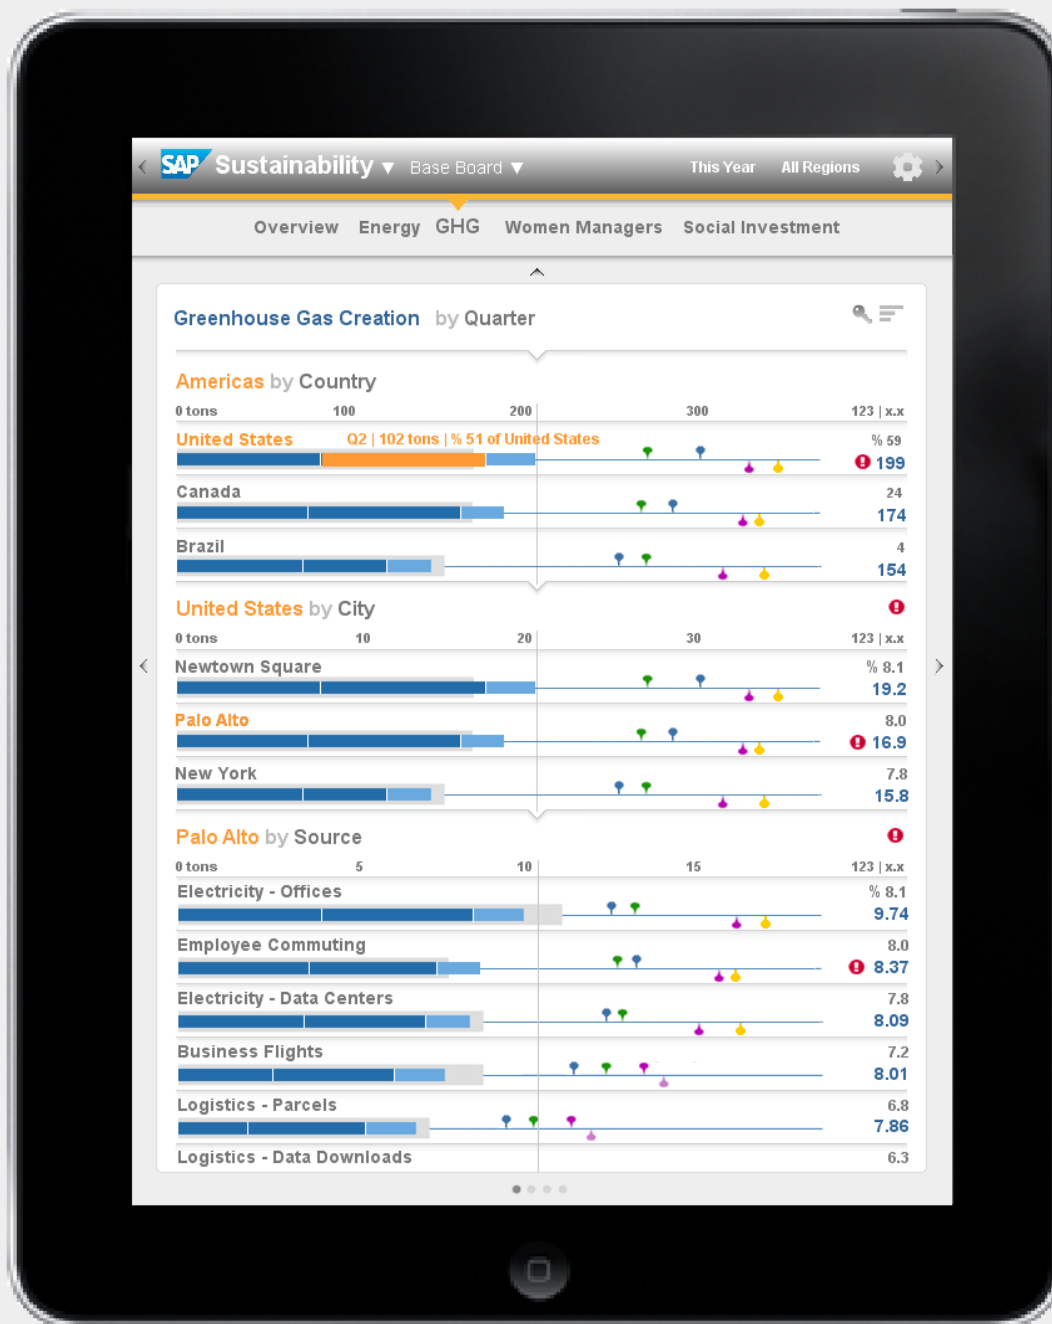 SAP Sustainability ▼ Base Board ▼ This Year All Regions
Overview Energy GHG Women Managers Social Investment
Greenhouse Gas Creation by Quarter
Americas by Country
0 tons 100 200 300 123 | x.x
United States Q2 | 102 tons | % 51 of United States % 59
199
Canada 24
174
Brazil 4
154
United States by City
0 tons 10 20 30 123 | x.x
Newtown Square % 8.1
19.2
Palo Alto 8.0
16.9
New York 7.8
15.8
Palo Alto by Source
0 tons 5 10 15 123 | x.x
Electricity - Offices % 8.1
9.74
Employee Commuting 8.0
8.37
Electricity - Data Centers 7.8
8.09
Business Flights 7.2
8.01
Logistics - Parcels 6.8
7.86
Logistics - Data Downloads 6.3